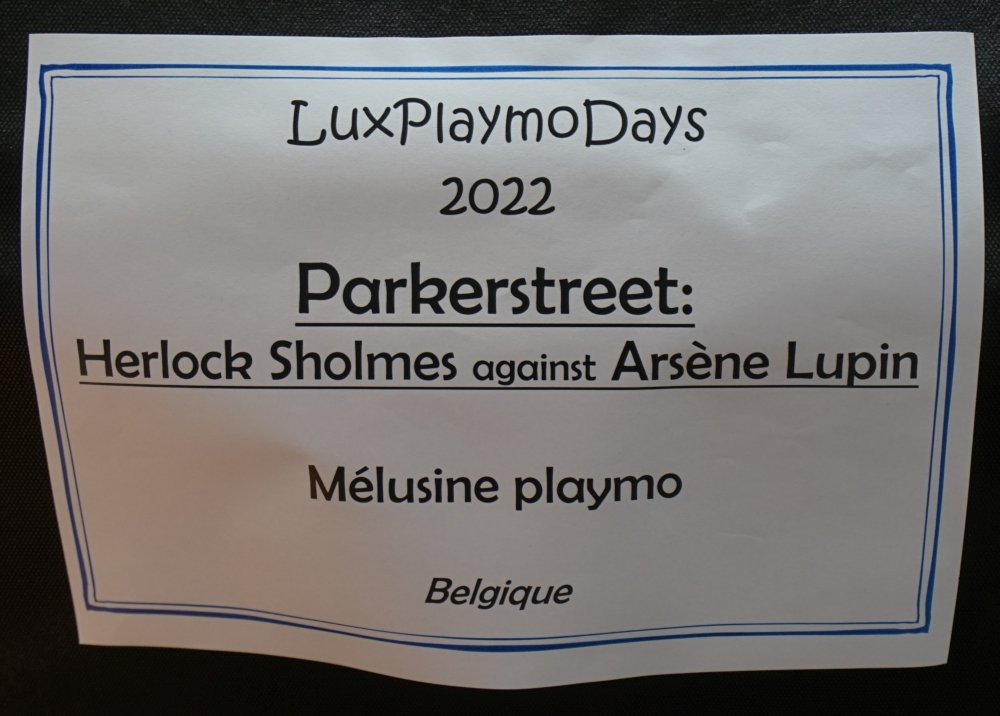 LuxPlaymoDays
2022
Parkerstreet:
Herlock Sholmes against Arsène Lupin
Mélusine playmo
Belgique